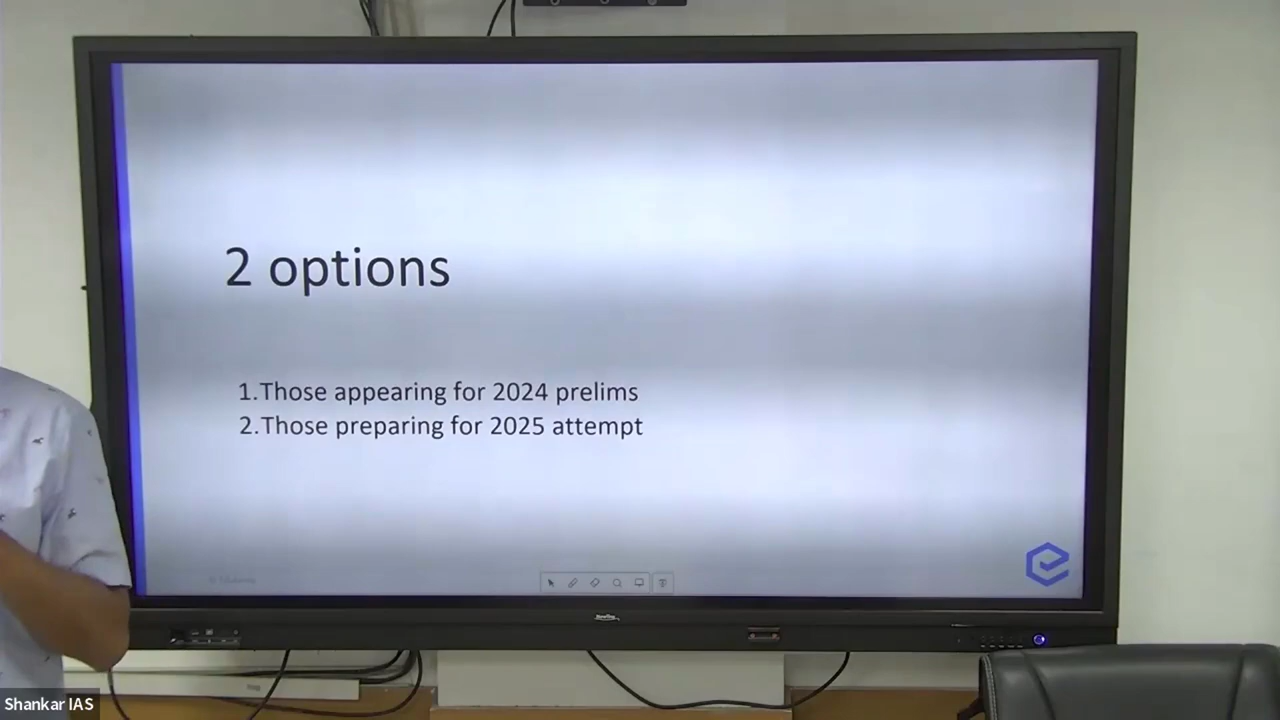 2 options
1.Those appearing for 2024 prelims
2.Those preparing for 2025 attempt
Shankar IAS